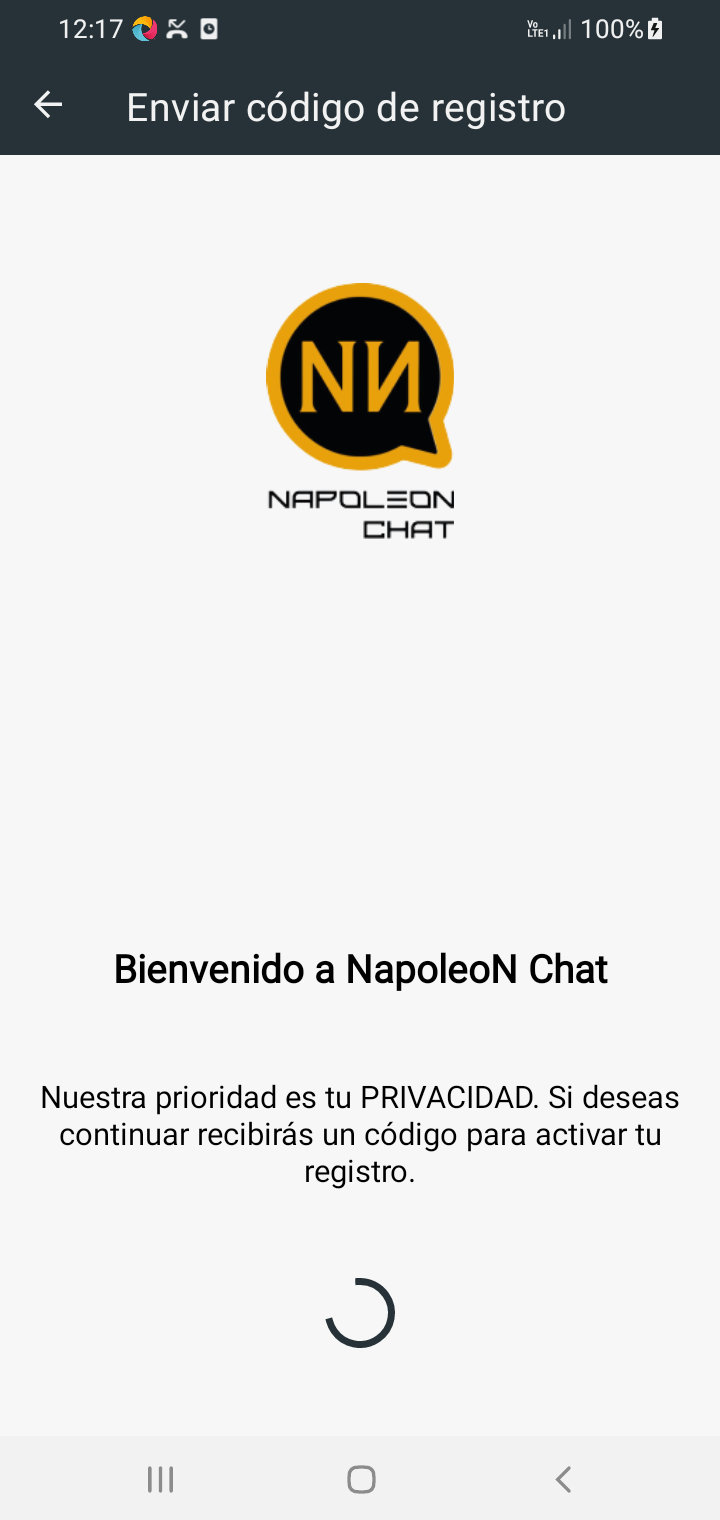 12:17
Vo
LTE1
100%
Enviar código de registro
NИ
NAPOLEON
CHAT
Bienvenido a NapoleoN Chat
Nuestra prioridad es tu PRIVACIDAD. Si deseas
continuar recibirás un código para activar tu
registro.